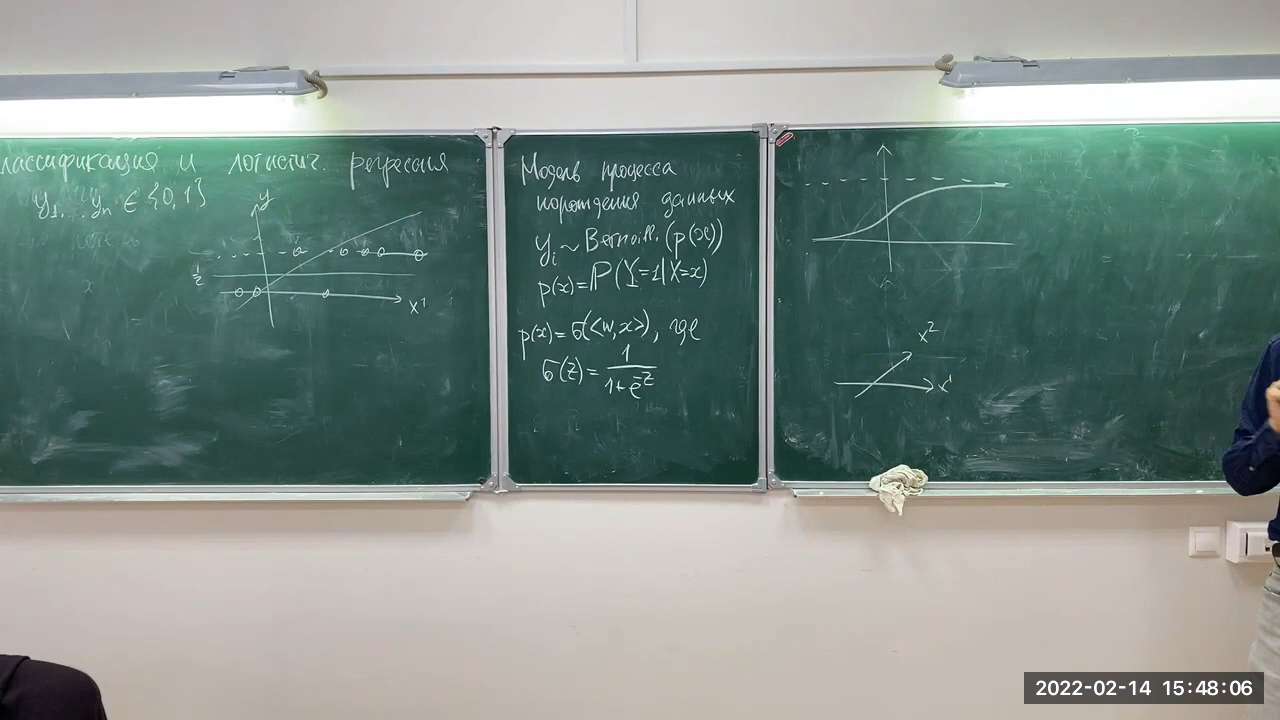 лассификация и логистич. регрессия
y₁...yₙ ∈ {0,1}
y
1/2
x¹
Модель процесса
порождения данных
yᵢ ~ Bernoulli (p(x))
p(x)=ℙ(Y=1|X=x)
p(x)=σ(<w,x>), где
σ(z)= 1/(1+e^{-z})
x²
x¹
2022-02-14 15:48:06